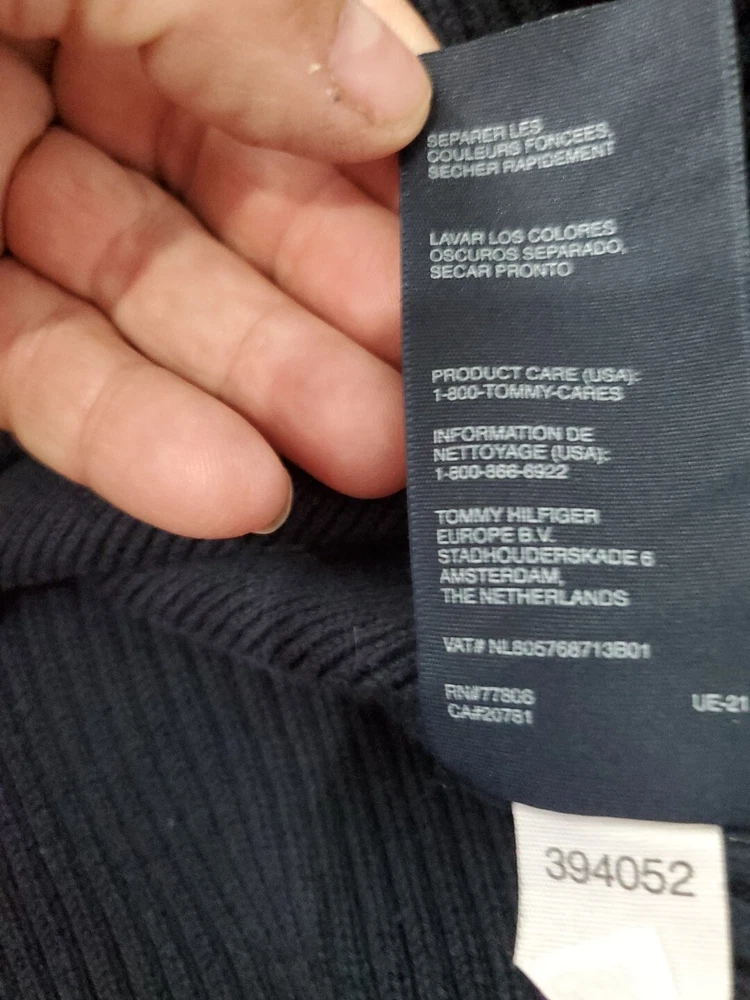 SEPARER LES
COULEURS FONCEES,
SECHER RAPIDEMENT
LAVAR LOS COLORES
OSCUROS SEPARADO,
SECAR PRONTO
PRODUCT CARE (USA):
1-800-TOMMY-CARES
INFORMATION DE
NETTOYAGE (USA):
1-800-866-6922
TOMMY HILFIGER
EUROPE B.V.
STADHOUDERSKADE 6
AMSTERDAM,
THE NETHERLANDS
VAT# NL805768713B01
RN#77806
CA#20781
UE-21
394052